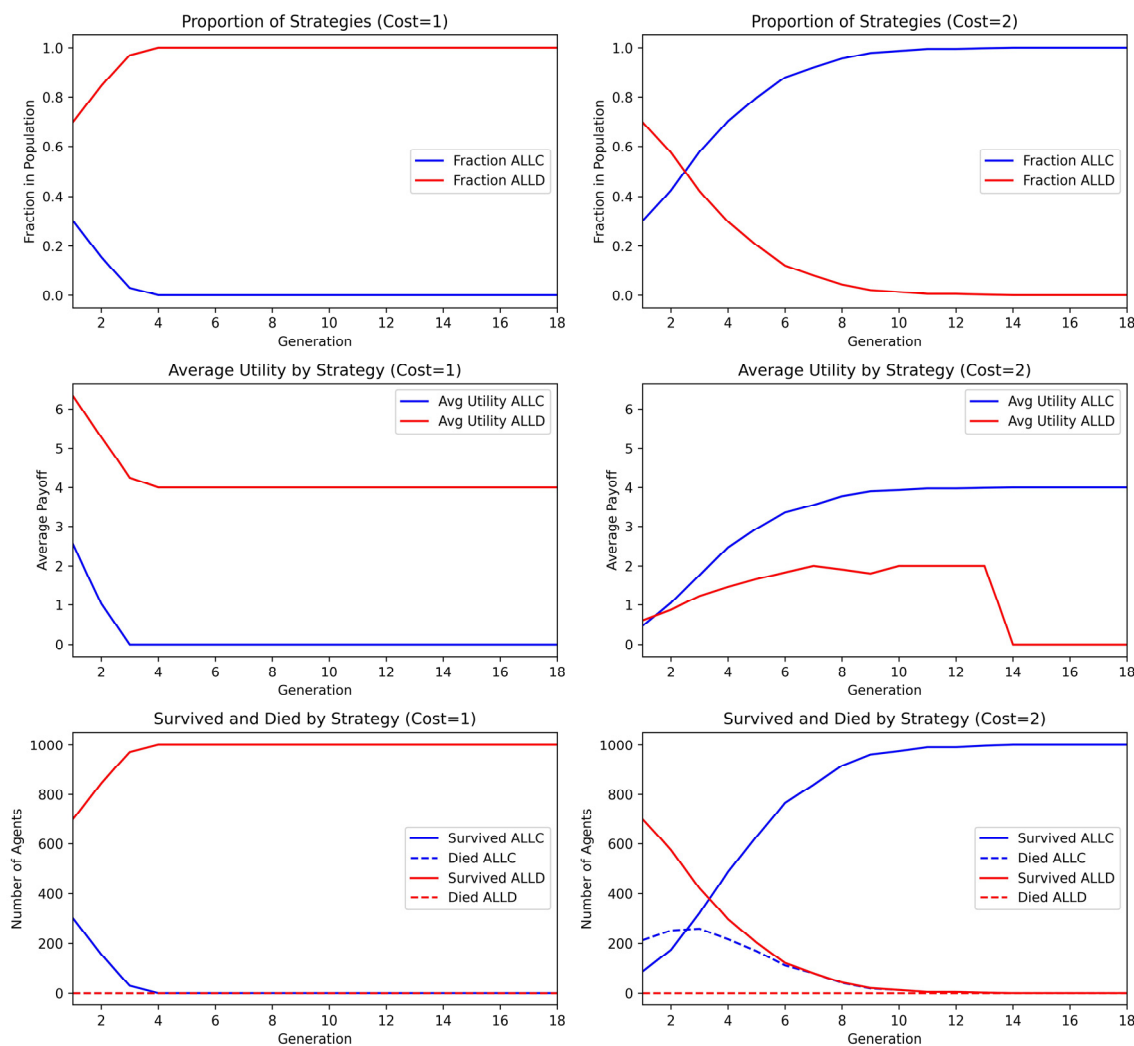 Proportion of Strategies (Cost=1)
Fraction in Population
1.0
0.8
0.6
0.4
0.2
0.0
Fraction ALLC
Fraction ALLD
2 4 6 8 10 12 14 16 18
Generation
Proportion of Strategies (Cost=2)
Fraction in Population
1.0
0.8
0.6
0.4
0.2
0.0
Fraction ALLC
Fraction ALLD
2 4 6 8 10 12 14 16 18
Generation
Average Utility by Strategy (Cost=1)
Average Payoff
6
5
4
3
2
1
0
Avg Utility ALLC
Avg Utility ALLD
2 4 6 8 10 12 14 16 18
Generation
Average Utility by Strategy (Cost=2)
Average Payoff
6
5
4
3
2
1
0
Avg Utility ALLC
Avg Utility ALLD
2 4 6 8 10 12 14 16 18
Generation
Survived and Died by Strategy (Cost=1)
Number of Agents
1000
800
600
400
200
0
Survived ALLC
Died ALLC
Survived ALLD
Died ALLD
2 4 6 8 10 12 14 16 18
Generation
Survived and Died by Strategy (Cost=2)
Number of Agents
1000
800
600
400
200
0
Survived ALLC
Died ALLC
Survived ALLD
Died ALLD
2 4 6 8 10 12 14 16 18
Generation